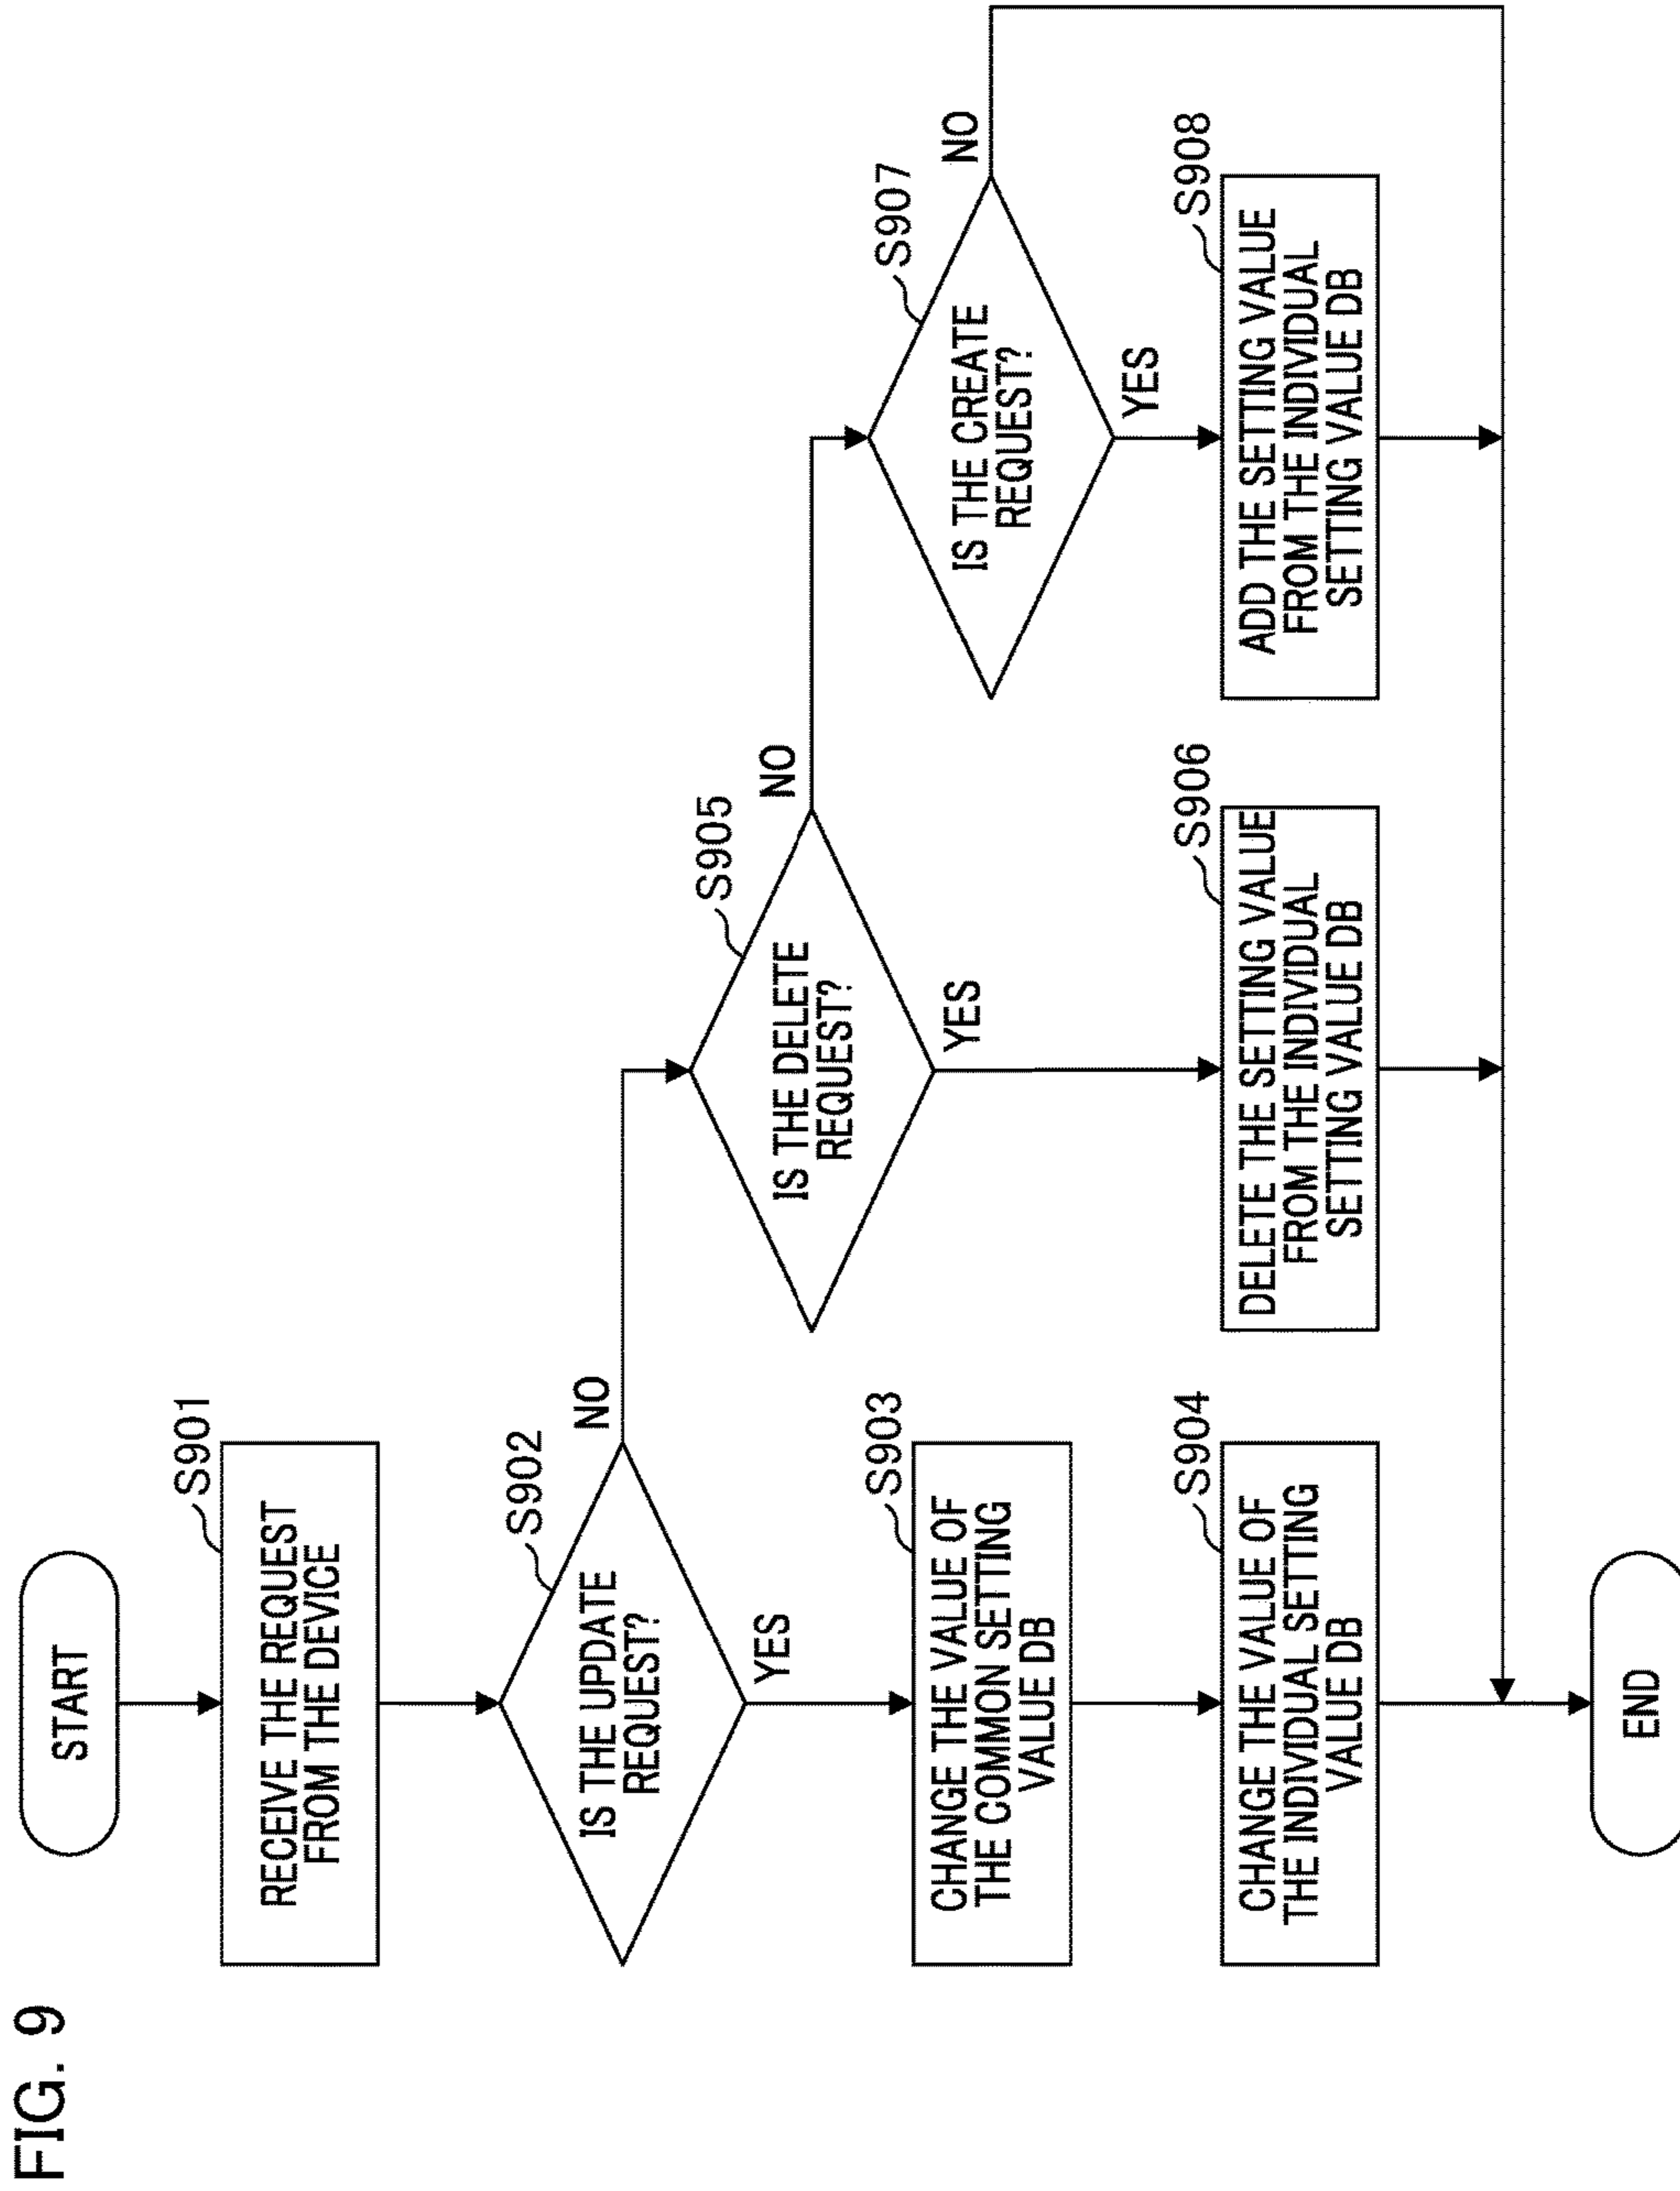 FIG. 9
START
S901
RECEIVE THE REQUEST
FROM THE DEVICE
S902
IS THE UPDATE
REQUEST?
NO
YES
S903
CHANGE THE VALUE OF
THE COMMON SETTING
VALUE DB
S904
CHANGE THE VALUE OF
THE INDIVIDUAL SETTING
VALUE DB
S905
IS THE DELETE
REQUEST?
NO
YES
S906
DELETE THE SETTING VALUE
FROM THE INDIVIDUAL
SETTING VALUE DB
S907
IS THE CREATE
REQUEST?
NO
YES
S908
ADD THE SETTING VALUE
FROM THE INDIVIDUAL
SETTING VALUE DB
END